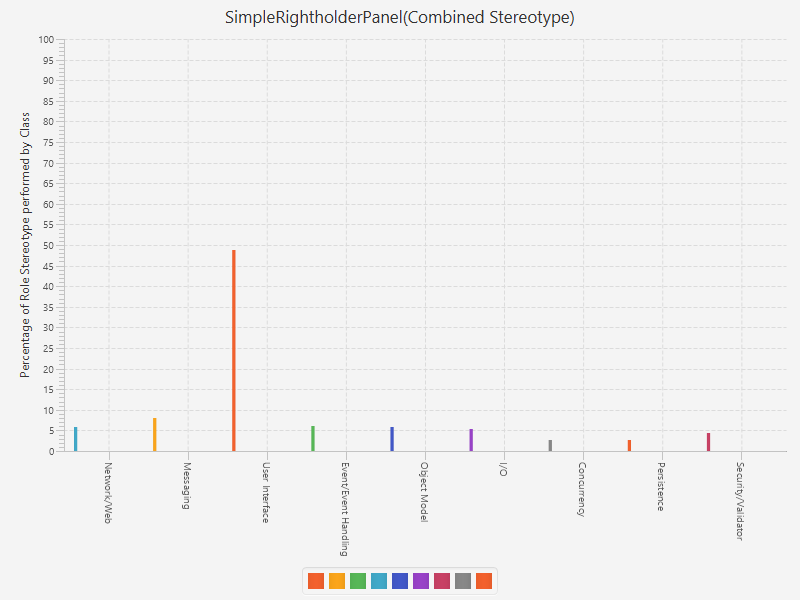 SimpleRightholderPanel(Combined Stereotype)
Percentage of Role Stereotype performed by Class
100
95
90
85
80
75
70
65
60
55
50
45
40
35
30
25
20
15
10
5
0
Network/Web
Messaging
User Interface
Event/Event Handling
Object Model
I/O
Concurrency
Persistence
Security/Validator